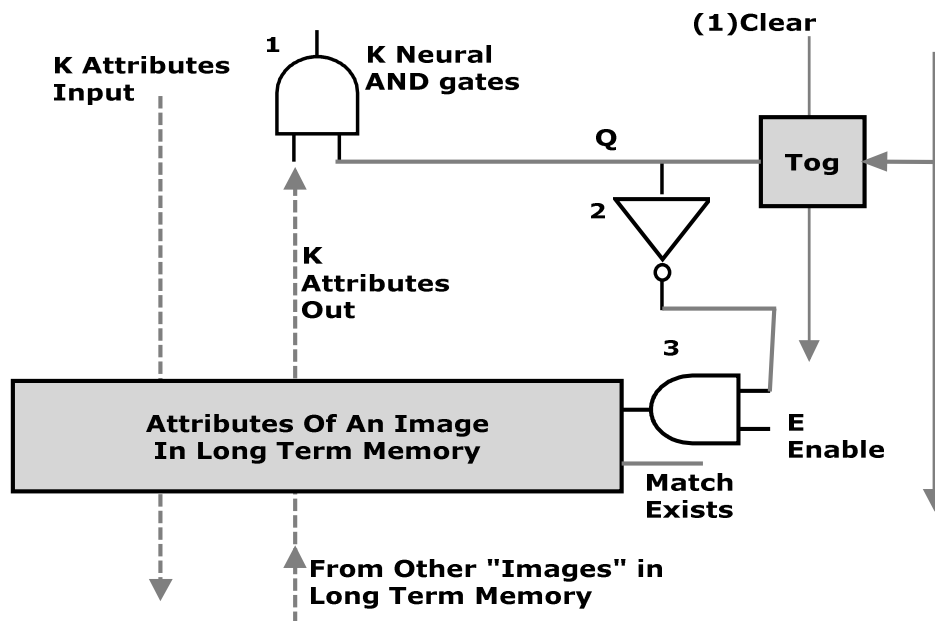 (1)Clear
1
K Neural
AND gates
K Attributes
Input
Q
Tog
2
K
Attributes
Out
3
Attributes Of An Image
In Long Term Memory
E
Enable
Match
Exists
From Other "Images" in
Long Term Memory